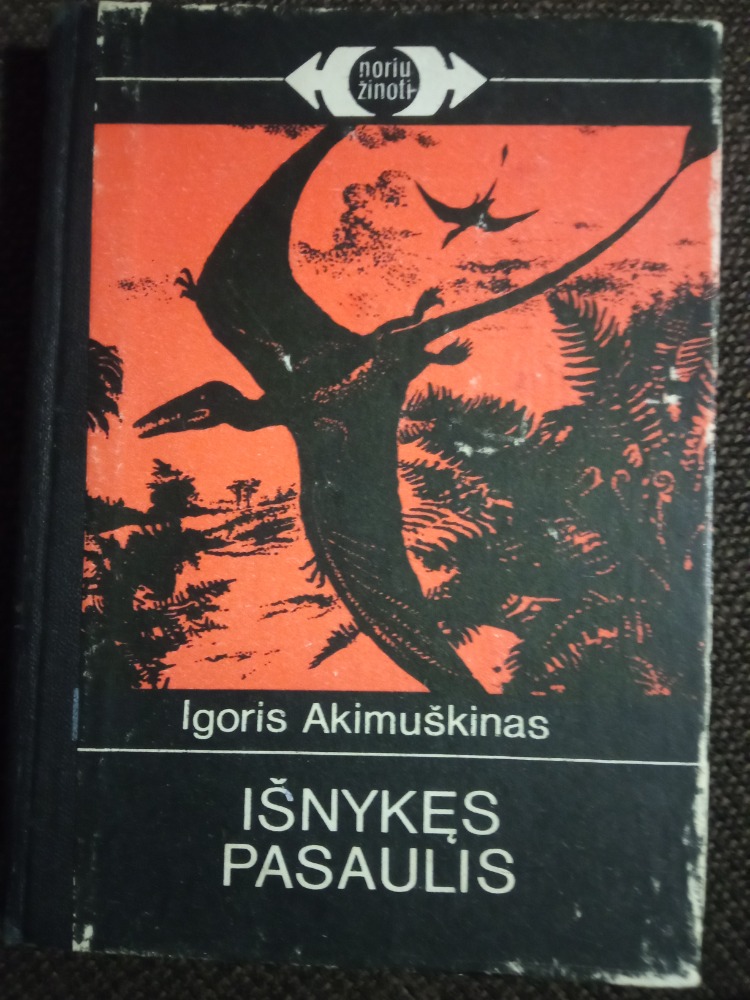 noriu
žinoti
Igoris Akimuškinas
IŠNYKĘS
PASAULIS